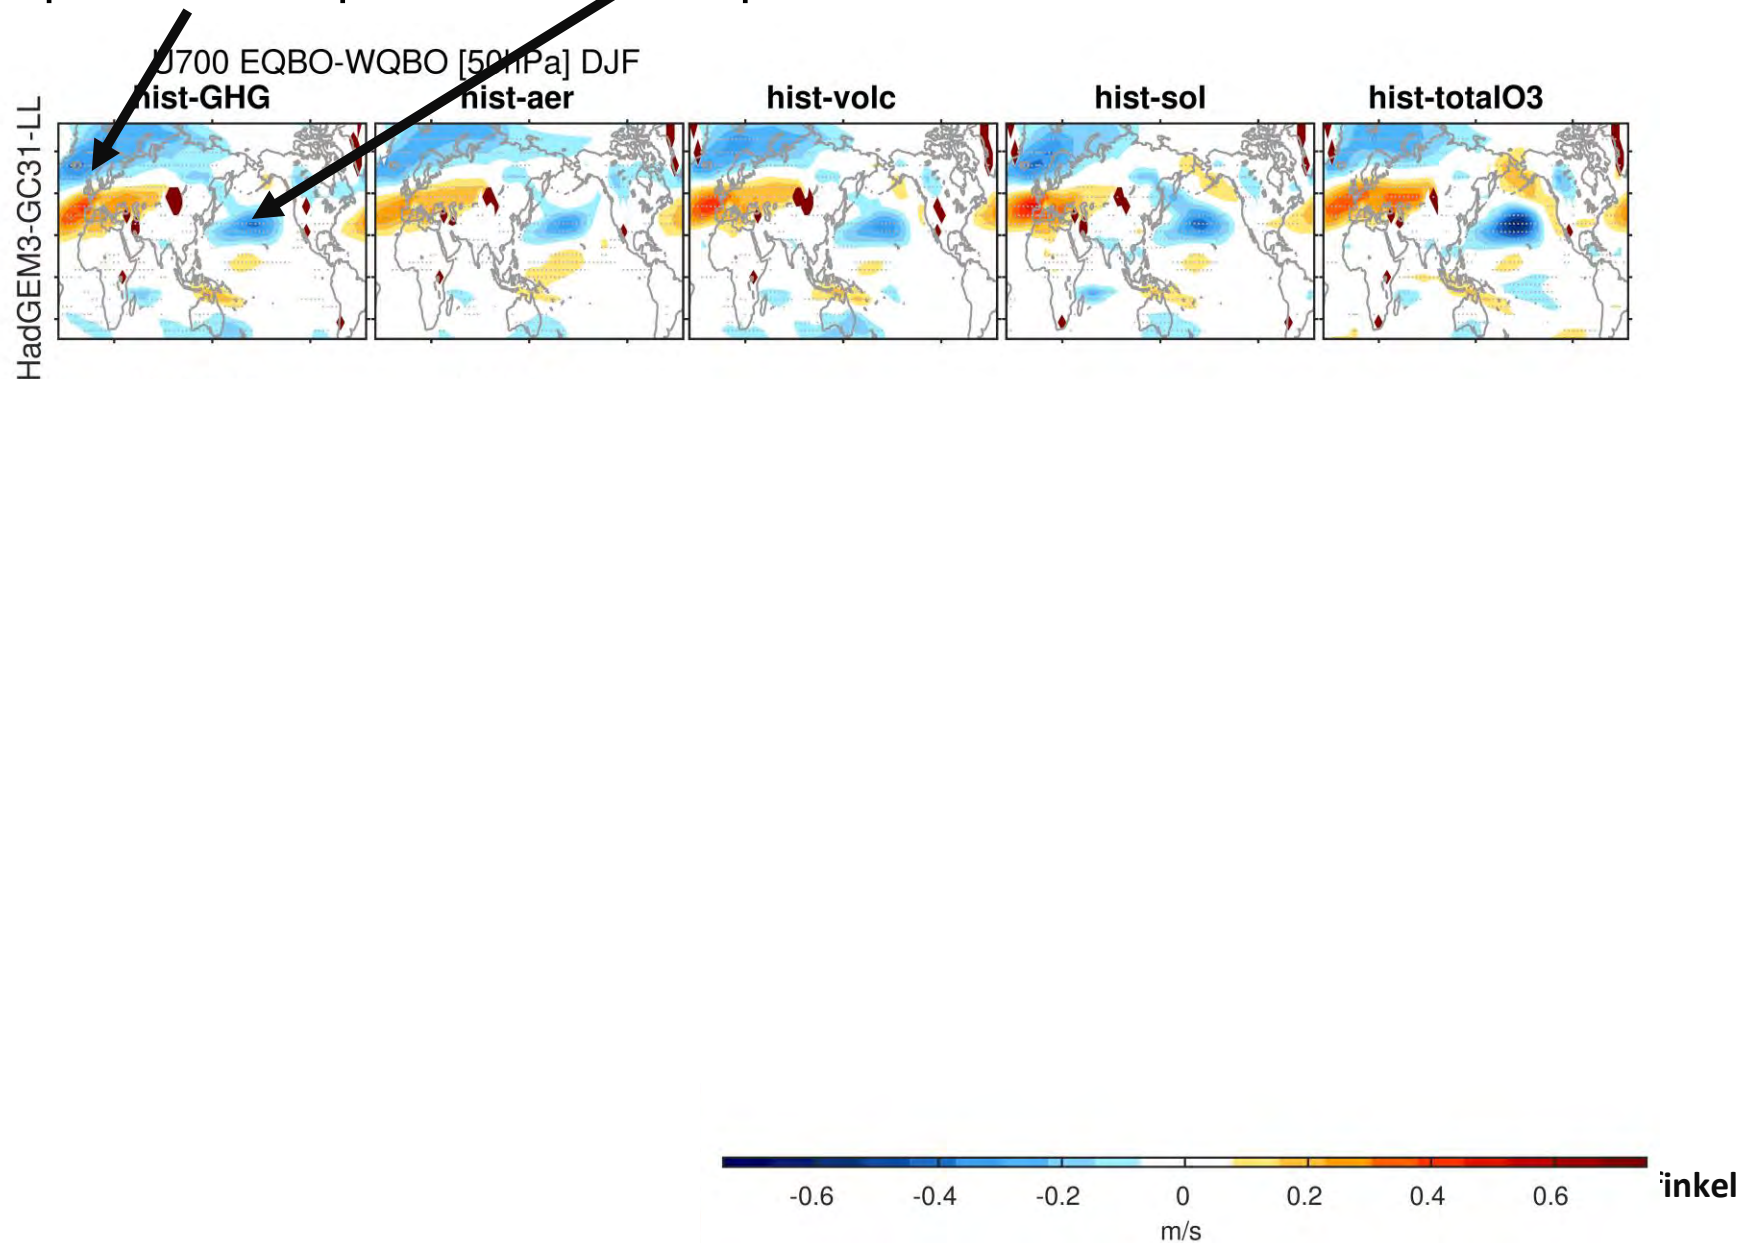 U700 EQBO-WQBO [50hPa] DJF
hist-GHG hist-aer hist-volc hist-sol hist-totalO3
HadGEM3-GC31-LL
-0.6 -0.4 -0.2 0 0.2 0.4 0.6
m/s
finkel